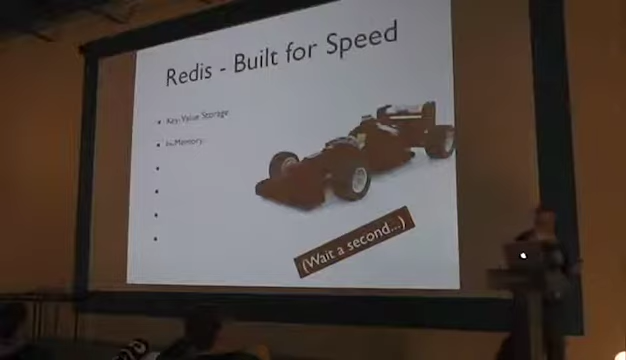 Redis - Built for Speed
• Key-Value Storage
• In-Memory
•
•
•
•
(Wait a second...)